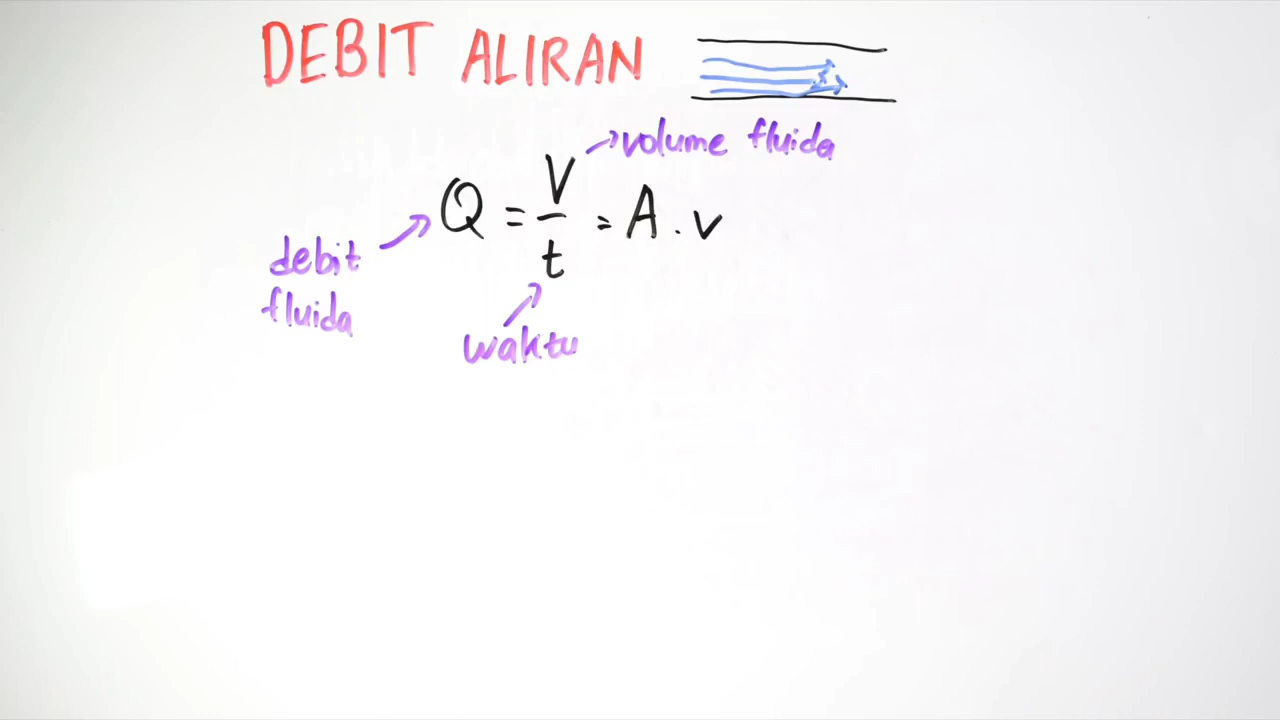 DEBIT ALIRAN
volume fluida
Q = V/t = A . v
debit
fluida
waktu